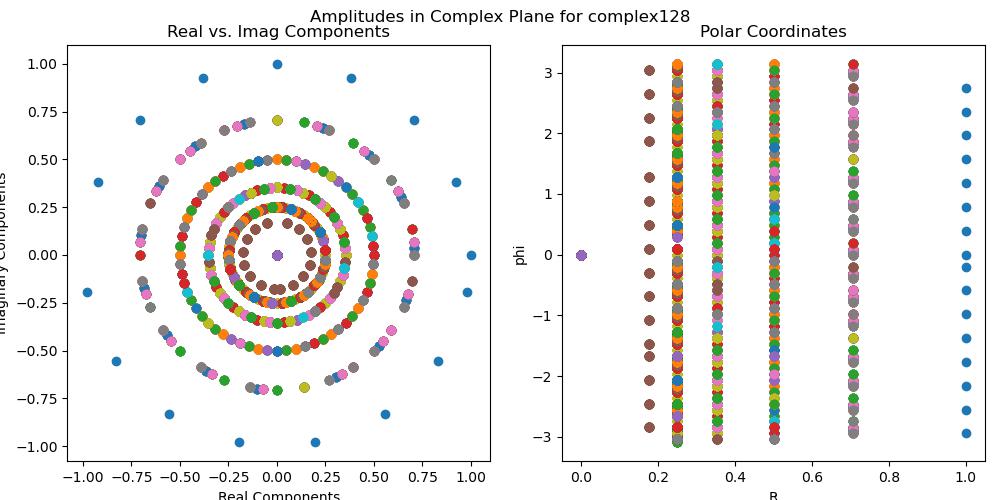 Amplitudes in Complex Plane for complex128
Real vs. Imag Components
Polar Coordinates
Imaginary Components
1.00
0.75
0.50
0.25
0.00
−0.25
−0.50
−0.75
−1.00
−1.00 −0.75 −0.50 −0.25 0.00 0.25 0.50 0.75 1.00
Real Components
phi
3
2
1
0
−1
−2
−3
0.0 0.2 0.4 0.6 0.8 1.0
R